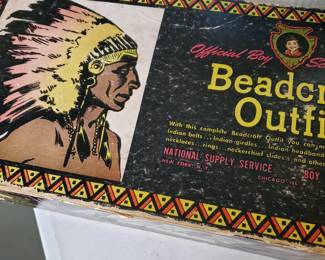 Official Boy Sc
Beadcr
Outfi
With this complete Beadcraft Outfit you can m
Indian belts...Indian girdles...Indian headband
necklaces...rings...neckerchief slides...and other
NATIONAL SUPPLY SERVICE BOY
NEW YORK, N. Y. CHICAGO, IL